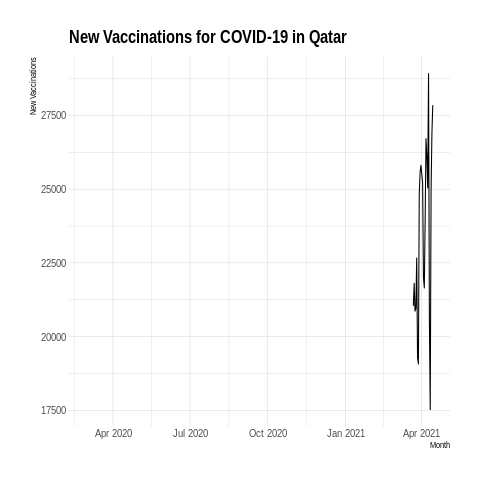 New Vaccinations for COVID-19 in Qatar
New Vaccinations
27500
25000
22500
20000
17500
Apr 2020 Jul 2020 Oct 2020 Jan 2021 Apr 2021
Month